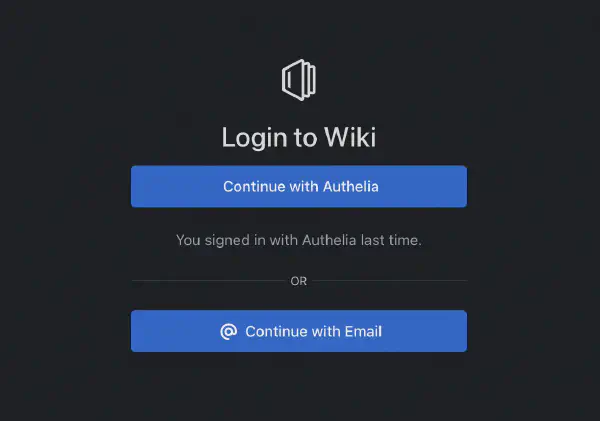 Login to Wiki
Continue with Authelia
You signed in with Authelia last time.
OR
Continue with Email